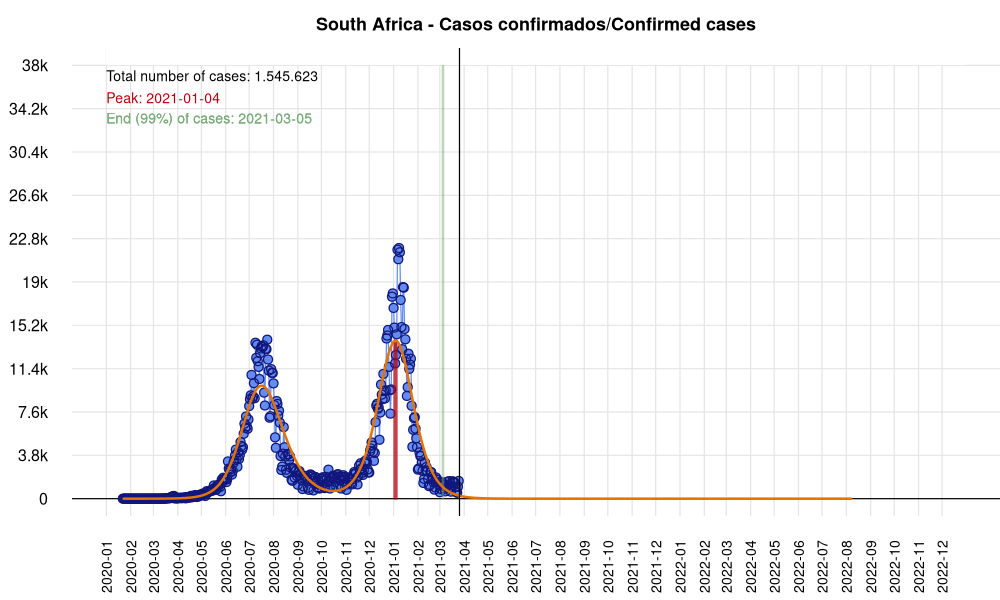 South Africa - Casos confirmados/Confirmed cases
Total number of cases: 1.545.623
Peak: 2021-01-04
End (99%) of cases: 2021-03-05
38k
34.2k
30.4k
26.6k
22.8k
19k
15.2k
11.4k
7.6k
3.8k
0
2020-01
2020-02
2020-03
2020-04
2020-05
2020-06
2020-07
2020-08
2020-09
2020-10
2020-11
2020-12
2021-01
2021-02
2021-03
2021-04
2021-05
2021-06
2021-07
2021-08
2021-09
2021-10
2021-11
2021-12
2022-01
2022-02
2022-03
2022-04
2022-05
2022-06
2022-07
2022-08
2022-09
2022-10
2022-11
2022-12